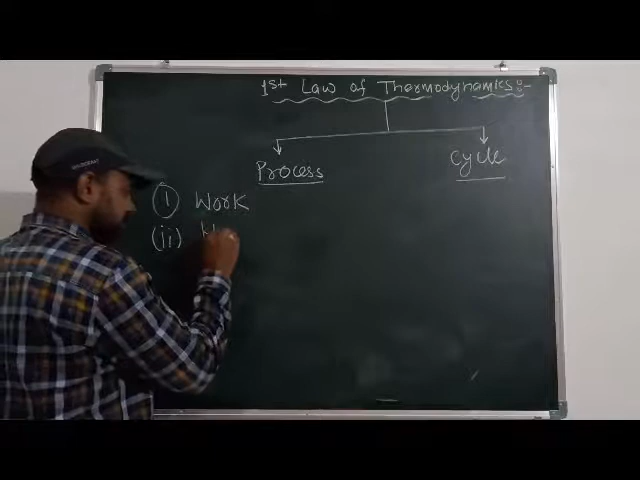 1st Law of Thermodynamics:-
Process Cycle
(i) Work
(ii)